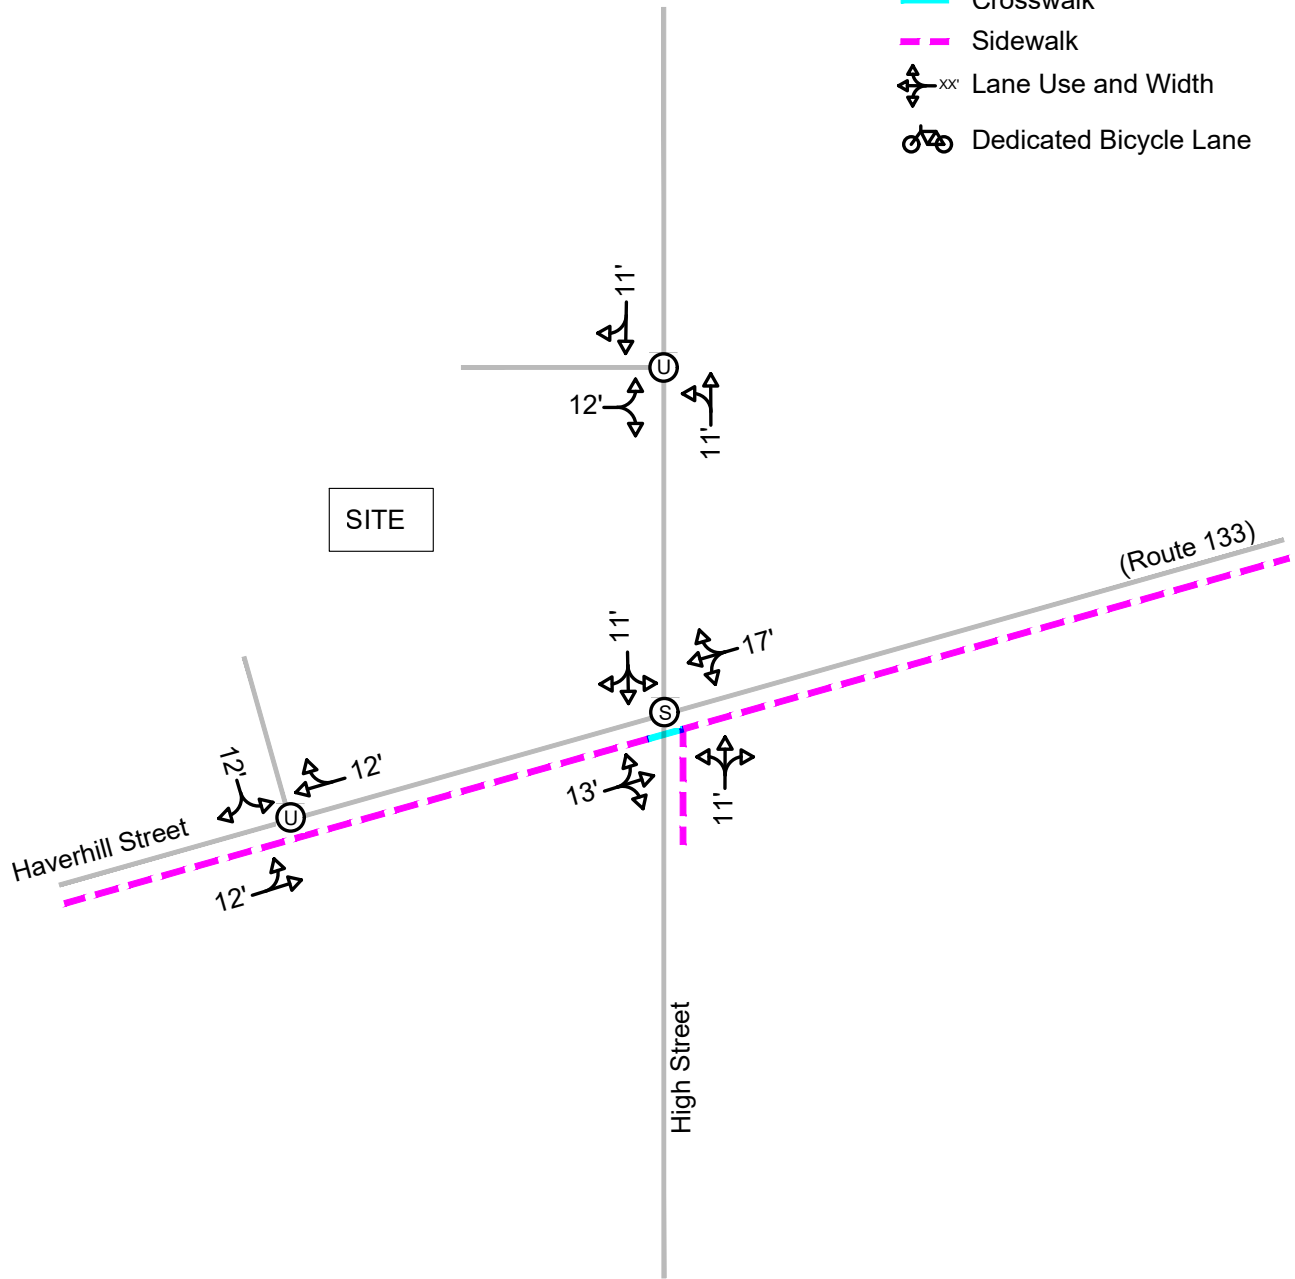 Crosswalk
Sidewalk
XX' Lane Use and Width
Dedicated Bicycle Lane
11'
U
12'
11'
SITE
(Route 133)
11'
17'
S
12'
12'
13'
11'
U
Haverhill Street
12'
High Street